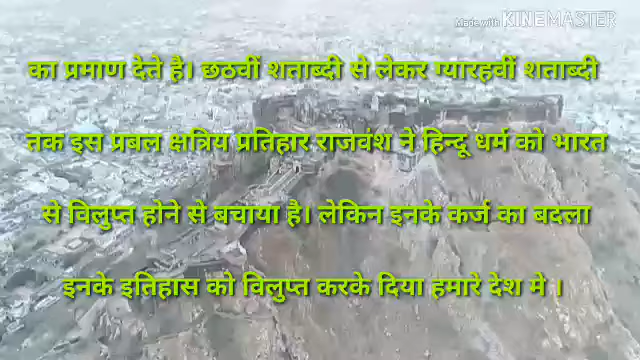 Made with KINEMASTER
का प्रमाण देते है। छठवीं शताब्दी से लेकर ग्यारहवीं शताब्दी
तक इस प्रबल क्षत्रिय प्रतिहार राजवंश ने हिन्दू धर्म को भारत
से विलुप्त होने से बचाया है। लेकिन इनके कर्ज का बदला
इनके इतिहास को विलुप्त करके दिया हमारे देश मे ।